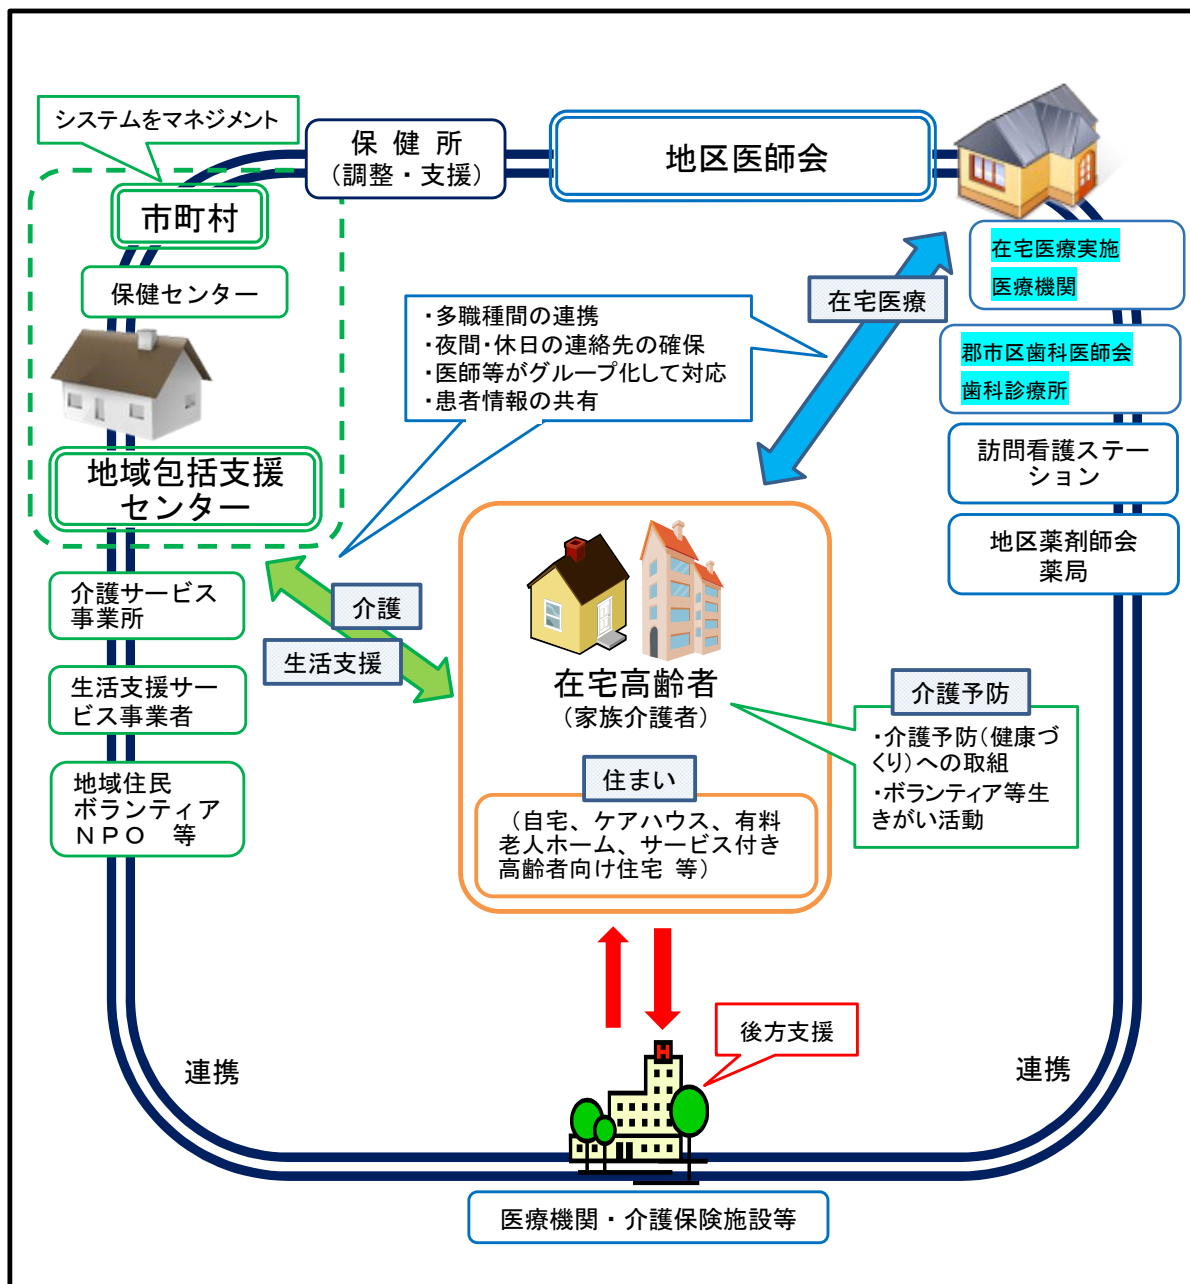 システムをマネジメント
保健所
（調整・支援）
地区医師会
市町村
保健センター
地域包括支援
センター
・多職種間の連携
・夜間・休日の連絡先の確保
・医師等がグループ化して対応
・患者情報の共有
在宅医療
在宅医療実施
医療機関
郡市区歯科医師会
歯科診療所
訪問看護ステー
ション
地区薬剤師会
薬局
介護サービス
事業所
生活支援サー
ビス事業者
地域住民
ボランティア
ＮＰＯ　等
介護
生活支援
在宅高齢者
（家族介護者）
住まい
（自宅、ケアハウス、有料
老人ホーム、サービス付き
高齢者向け住宅 等）
介護予防
・介護予防（健康づ
くり）への取組
・ボランティア等生
きがい活動
後方支援
H
連携
連携
医療機関・介護保険施設等